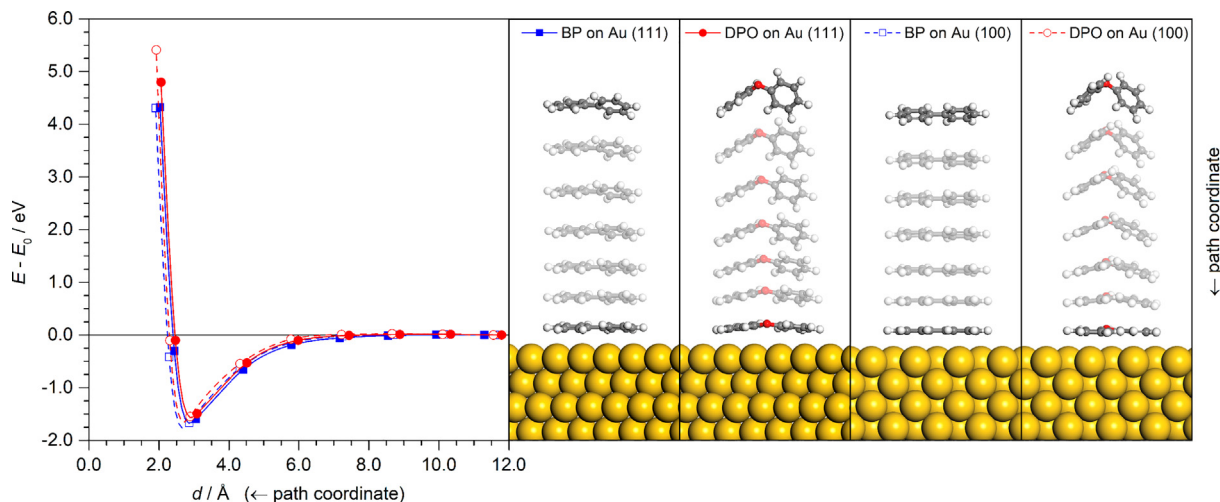 6.0
5.0
4.0
3.0
2.0
1.0
0.0
-1.0
-2.0
E - E0 / eV
0.0 2.0 4.0 6.0 8.0 10.0 12.0
d / Å (← path coordinate)
BP on Au (111)
DPO on Au (111)
BP on Au (100)
DPO on Au (100)
← path coordinate